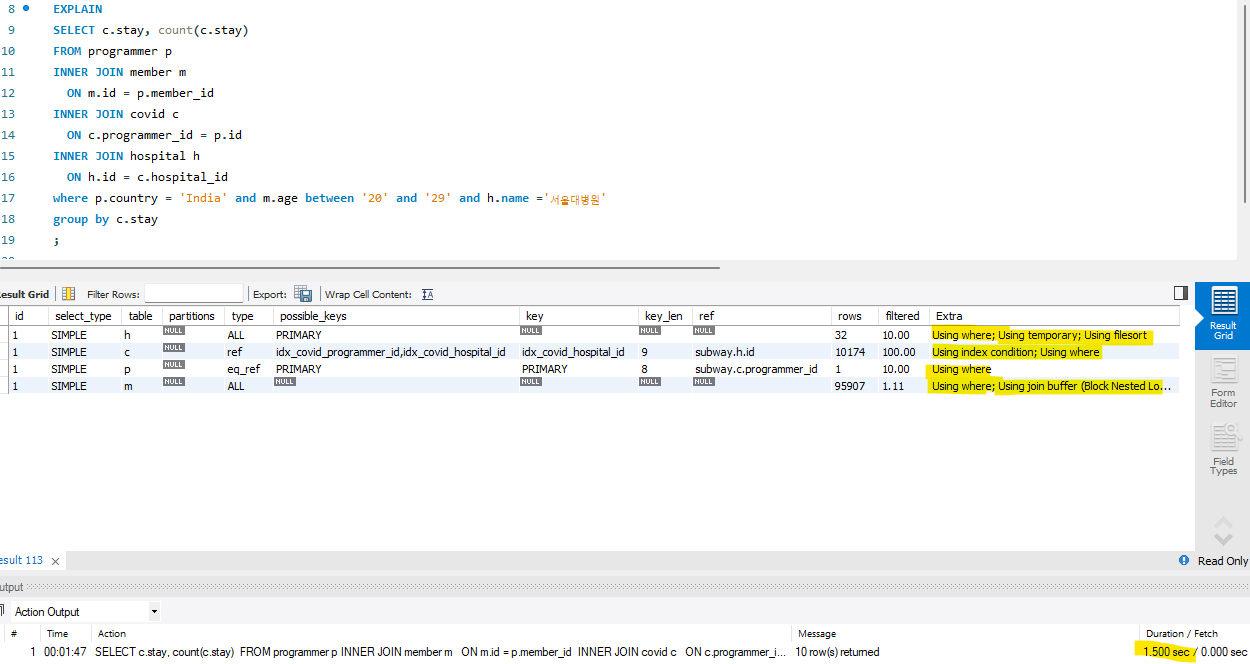 8 EXPLAIN
9 SELECT c.stay, count(c.stay)
10 FROM programmer p
11 INNER JOIN member m
12 ON m.id = p.member_id
13 INNER JOIN covid c
14 ON c.programmer_id = p.id
15 INNER JOIN hospital h
16 ON h.id = c.hospital_id
17 where p.country = 'India' and m.age between '20' and '29' and h.name ='서울대병원'
18 group by c.stay
19 ;
esult Grid Filter Rows: Export: Wrap Cell Content:
id select_type table partitions type possible_keys key key_len ref rows filtered Extra
1 SIMPLE h NULL ALL PRIMARY NULL NULL NULL 32 10.00 Using where; Using temporary; Using filesort
1 SIMPLE c NULL ref idx_covid_programmer_id,idx_covid_hospital_id idx_covid_hospital_id 9 subway.h.id 10174 100.00 Using index condition; Using where
1 SIMPLE p NULL eq_ref PRIMARY PRIMARY 8 subway.c.programmer_id 1 10.00 Using where
1 SIMPLE m NULL ALL NULL NULL NULL NULL 95907 1.11 Using where; Using join buffer (Block Nested Lo...
Result
Grid
Form
Editor
Field
Types
esult 113
Read Only
utput
Action Output
# Time Action Message Duration / Fetch
1 00:01:47 SELECT c.stay, count(c.stay) FROM programmer p INNER JOIN member m ON m.id = p.member_id INNER JOIN covid c ON c.programmer_i... 10 row(s) returned 1.500 sec / 0.000 sec